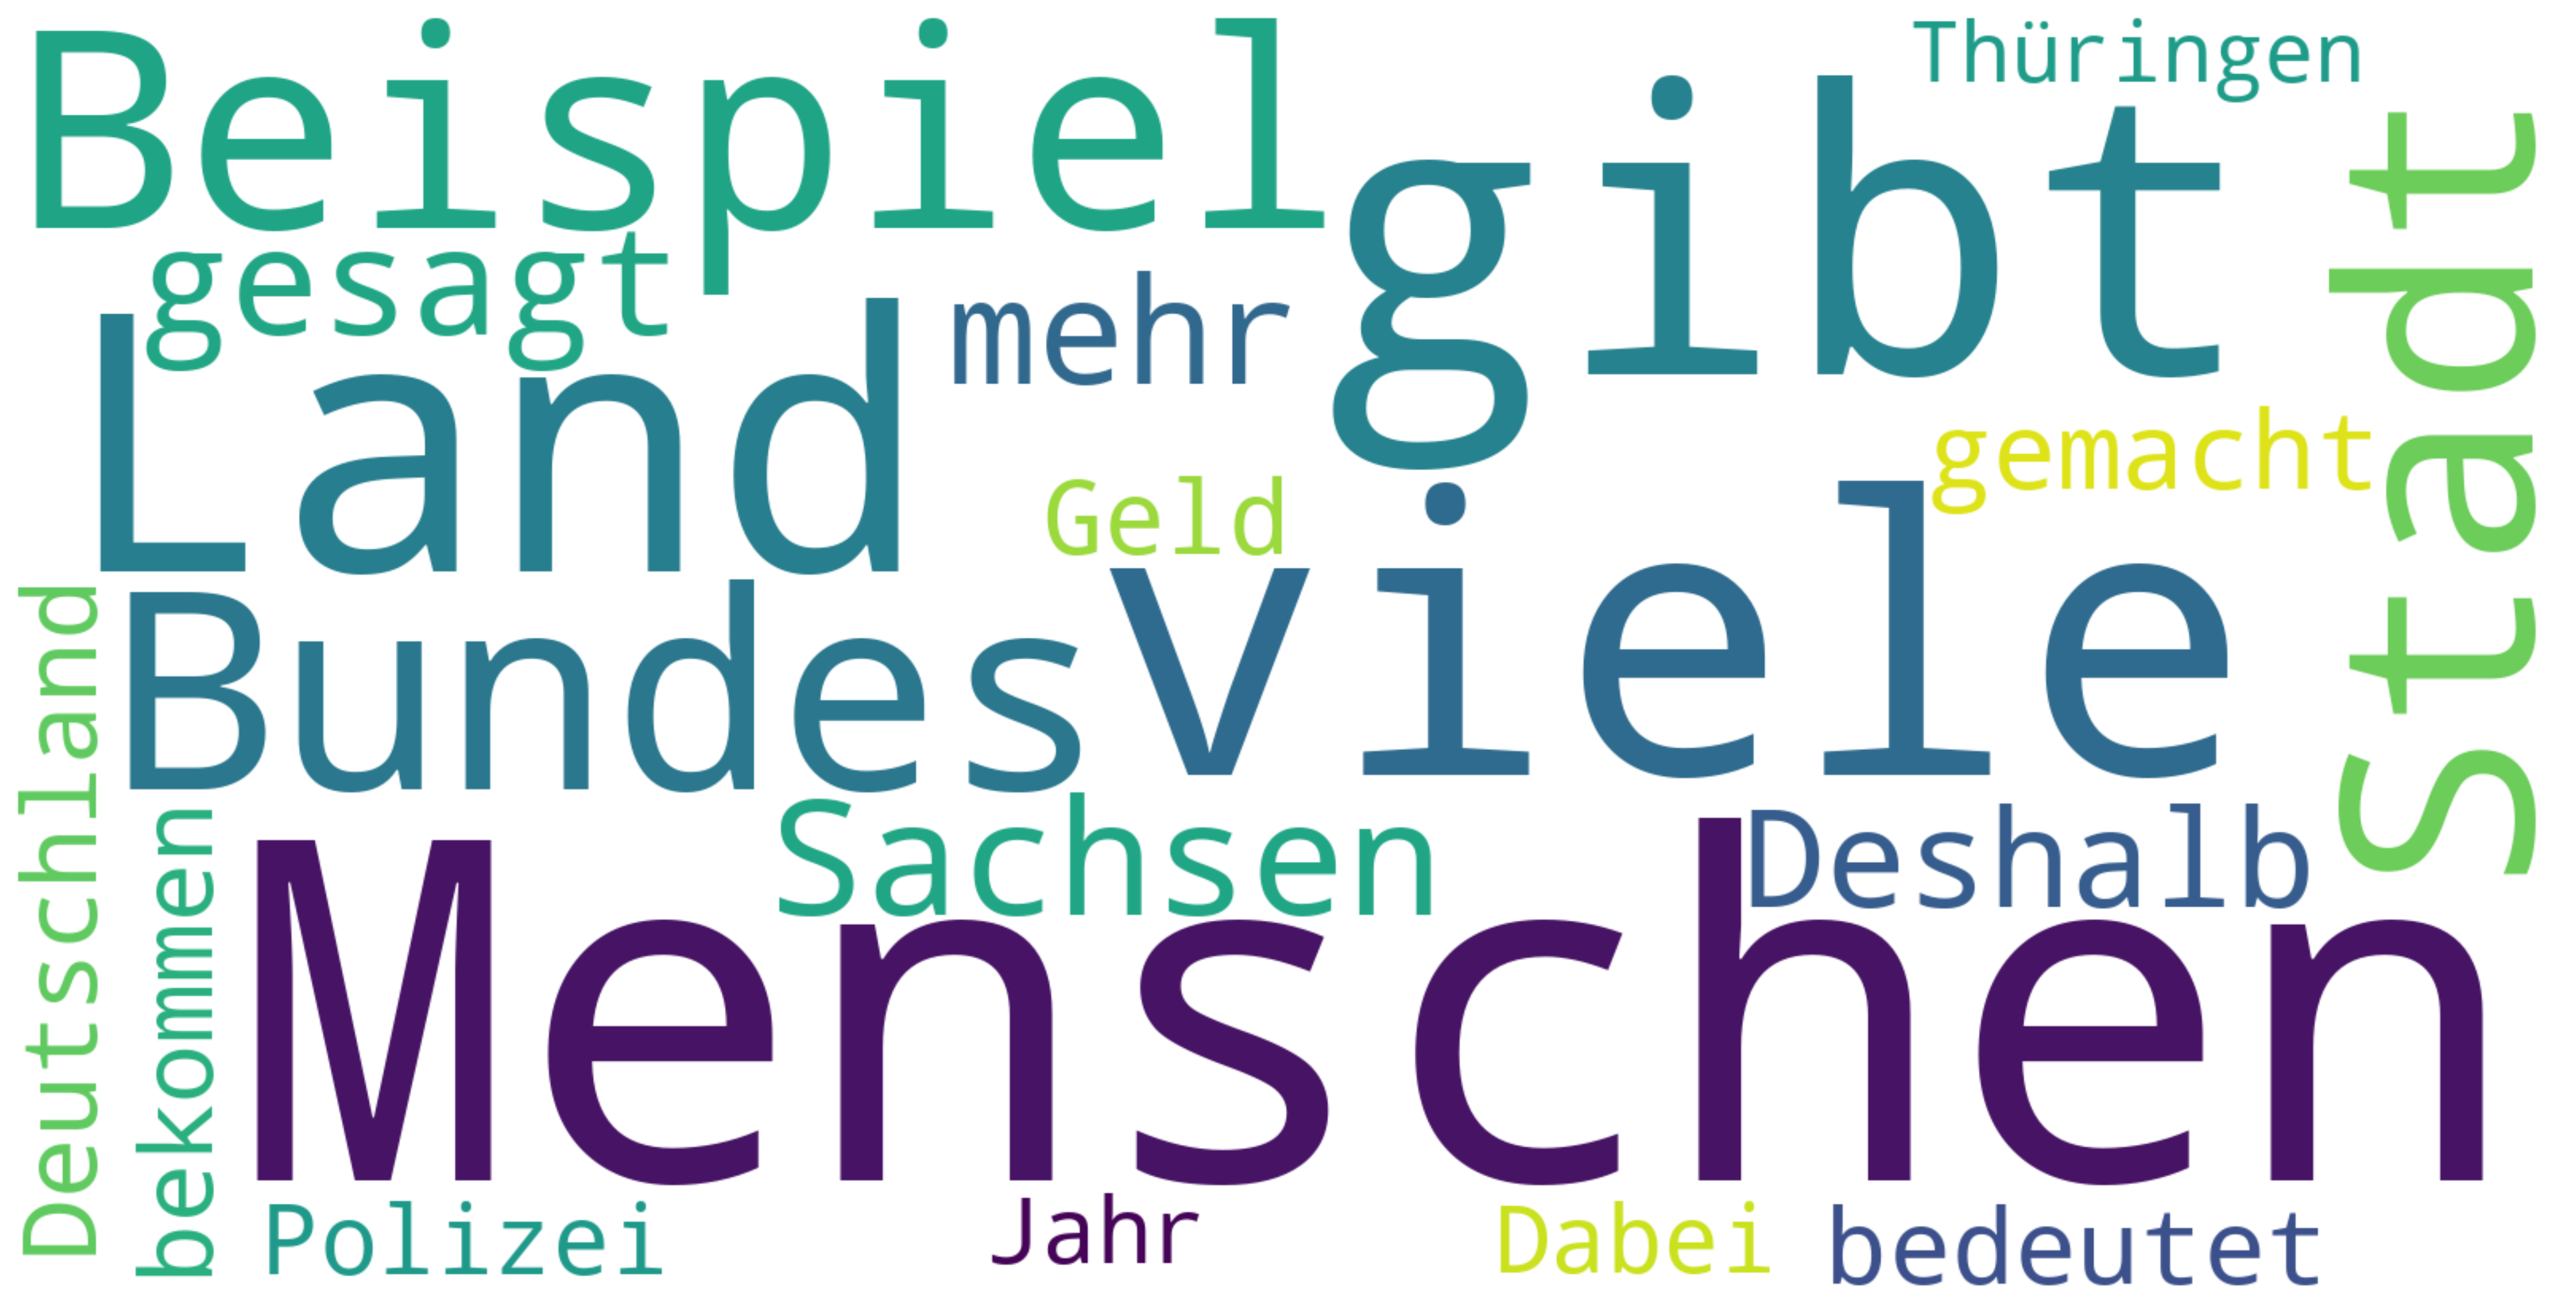 Beispiel
Thüringen
gibt
gesagt
mehr
Land
Stadt
gemacht
Geld
viele
Bundes
Deutschland
Sachsen
Deshalb
bekommen
Menschen
Polizei
Jahr
Dabei
bedeutet